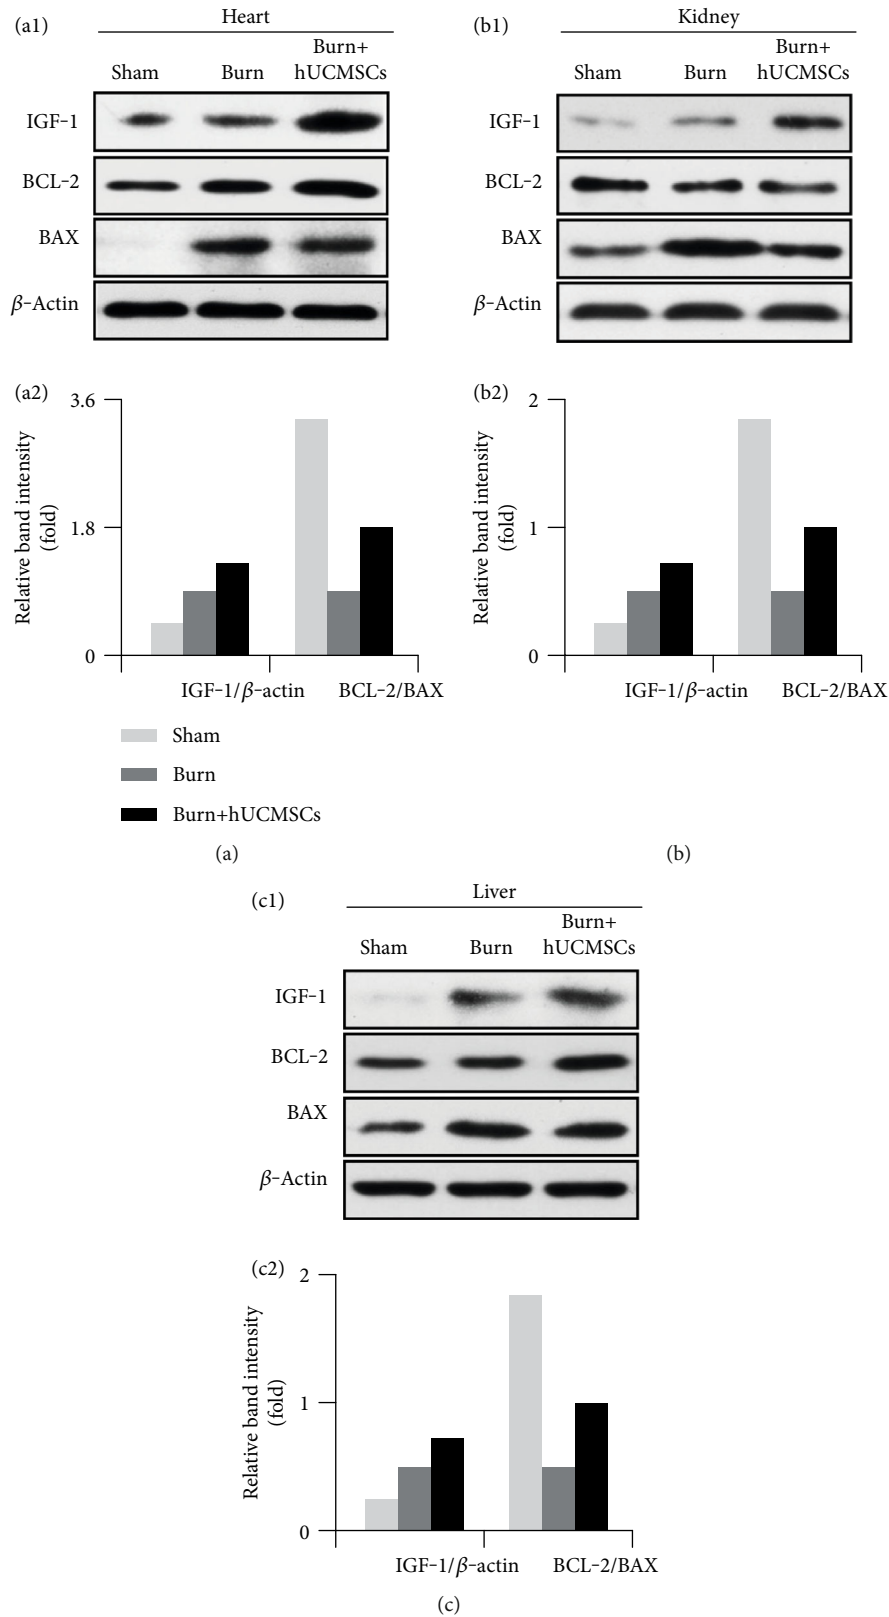 (a1)
Heart
Sham
Burn
Burn+
hUCMSCs
IGF-1
BCL-2
BAX
β-Actin
(a2)
Relative band intensity
(fold)
3.6
1.8
0
IGF-1/β-actin
BCL-2/BAX
Sham
Burn
Burn+hUCMSCs
(a)
(b1)
Kidney
Sham
Burn
Burn+
hUCMSCs
IGF-1
BCL-2
BAX
β-Actin
(b2)
Relative band intensity
(fold)
2
1
0
IGF-1/β-actin
BCL-2/BAX
(b)
(c1)
Liver
Sham
Burn
Burn+
hUCMSCs
IGF-1
BCL-2
BAX
β-Actin
(c2)
Relative band intensity
(fold)
2
1
0
IGF-1/β-actin
BCL-2/BAX
(c)